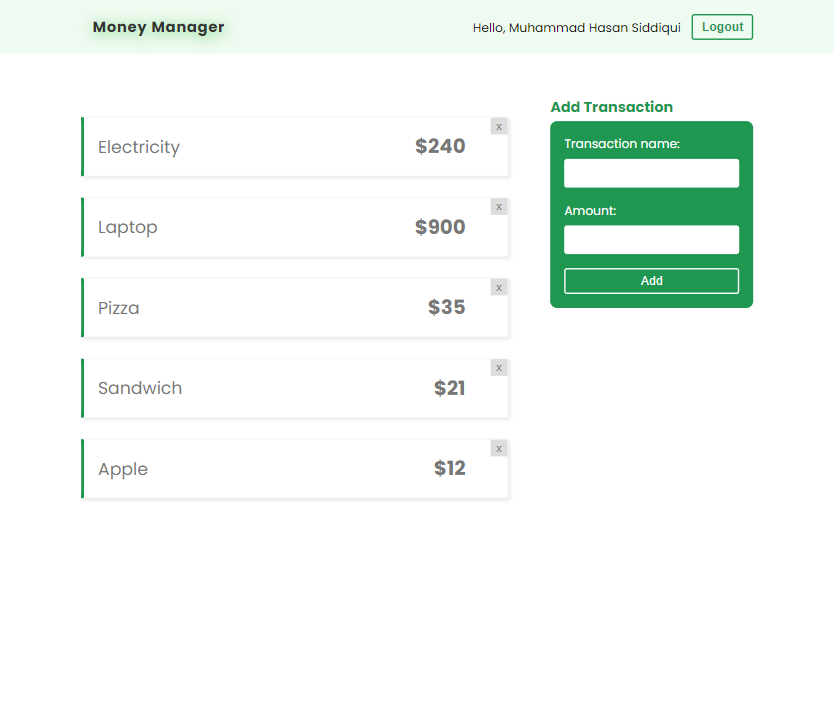 Money Manager
Hello, Muhammad Hasan Siddiqui
Logout
x
Electricity
$240
x
Laptop
$900
x
Pizza
$35
x
Sandwich
$21
x
Apple
$12
Add Transaction
Transaction name:
Amount:
Add